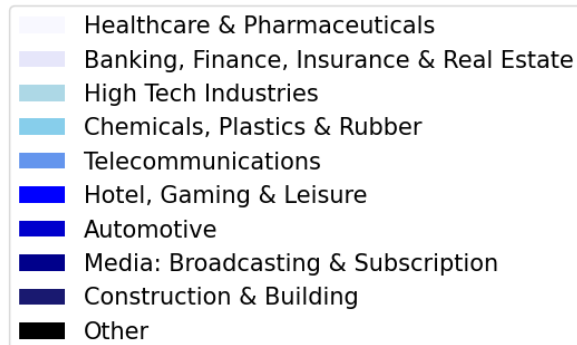 Healthcare & Pharmaceuticals
Banking, Finance, Insurance & Real Estate
High Tech Industries
Chemicals, Plastics & Rubber
Telecommunications
Hotel, Gaming & Leisure
Automotive
Media: Broadcasting & Subscription
Construction & Building
Other